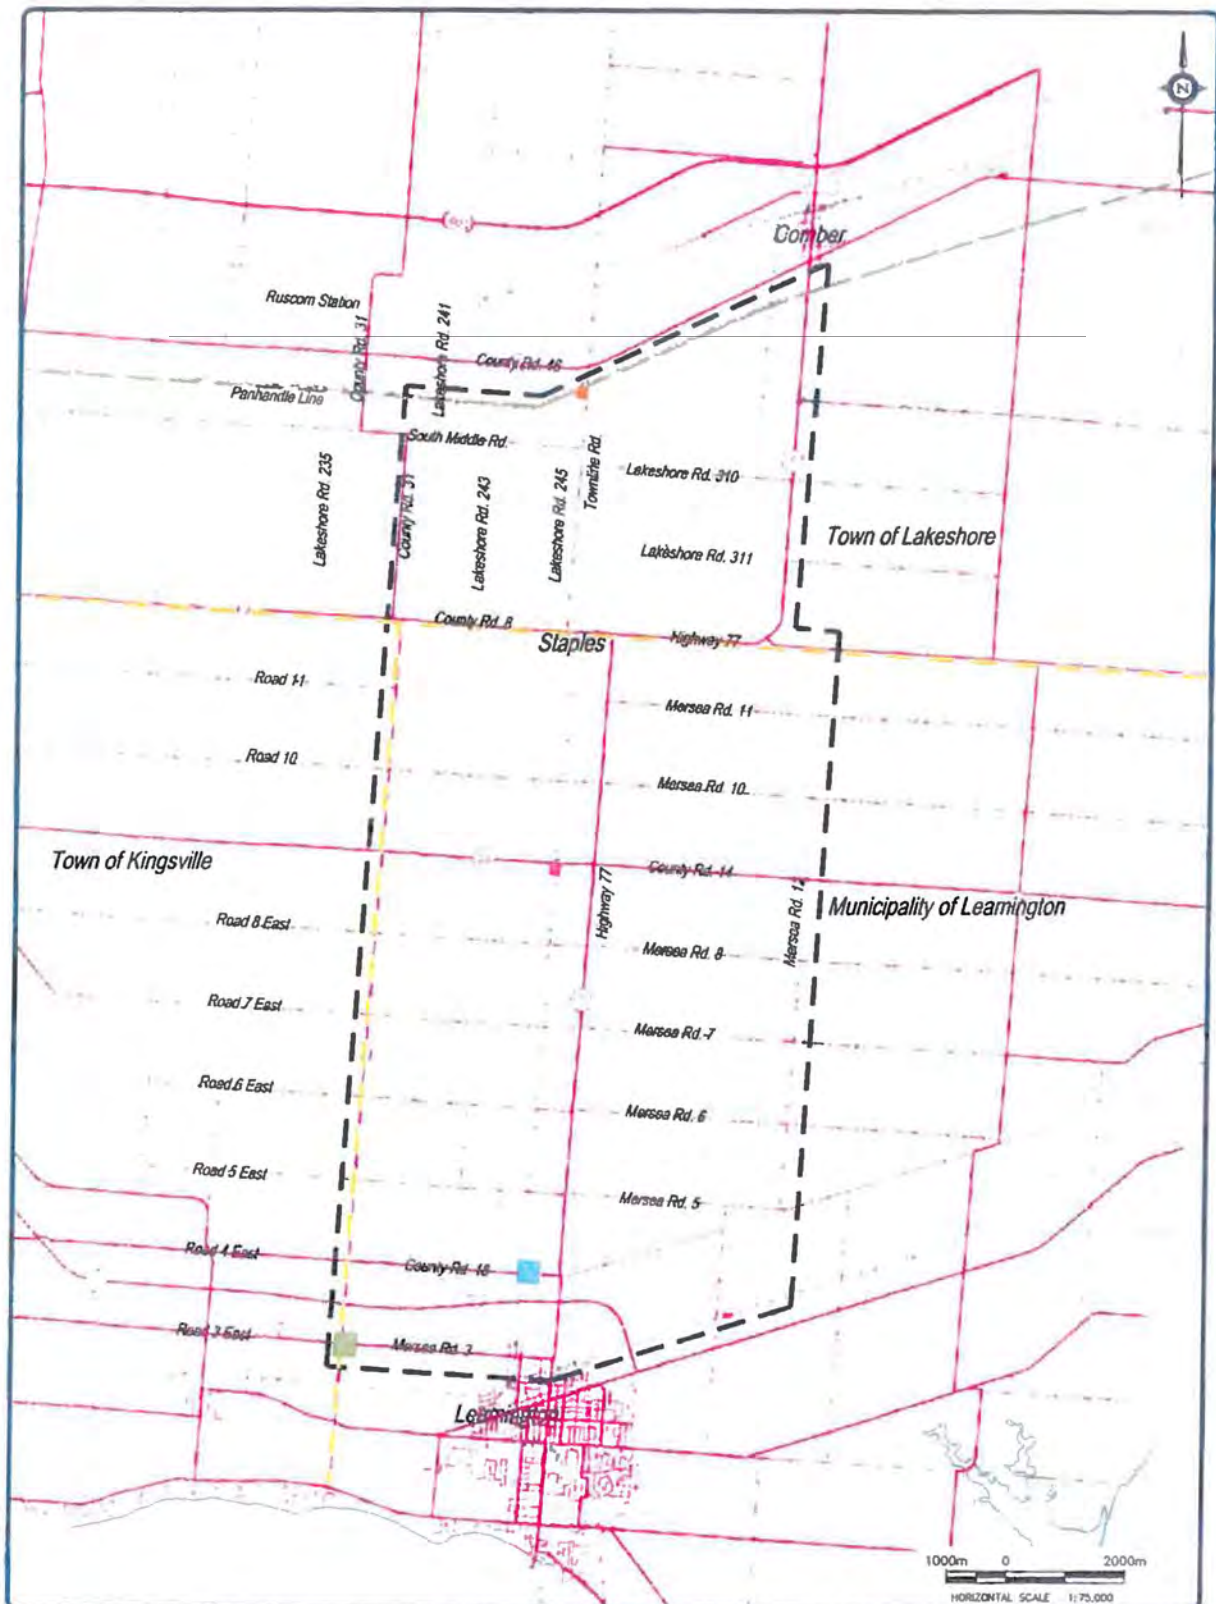 N
Comber
Ruscom Station
County Rd. 31
Lakeshore Rd. 241
County Rd. 46
Panhandle Line
South Middle Rd.
Lakeshore Rd. 235
County Rd. 31
Lakeshore Rd. 243
Lakeshore Rd. 245
Townline Rd.
Lakeshore Rd. 310
Lakeshore Rd. 311
Town of Lakeshore
County Rd. 8
Staples
Highway 77
Road 11
Mersea Rd. 11
Road 10
Mersea Rd. 10
Town of Kingsville
County Rd. 14
Highway 77
Mersea Rd. 12
Municipality of Leamington
Road 8 East
Mersea Rd. 8
Road 7 East
Mersea Rd. 7
Road 6 East
Mersea Rd. 6
Road 5 East
Mersea Rd. 5
Road 4 East
County Rd. 18
Road 3 East
Mersea Rd. 3
Leamington
1000m 0 2000m
HORIZONTAL SCALE 1:75,000